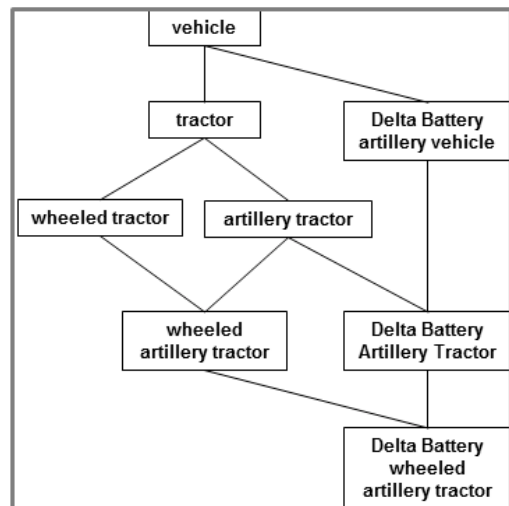 vehicle
tractor
Delta Battery
artillery vehicle
wheeled tractor
artillery tractor
wheeled
artillery tractor
Delta Battery
Artillery Tractor
Delta Battery
wheeled
artillery tractor